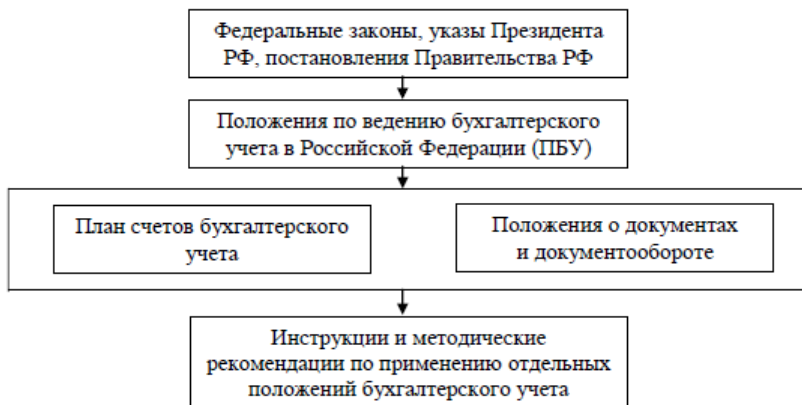 Федеральные законы, указы Президента
РФ, постановления Правительства РФ
Положения по ведению бухгалтерского
учета в Российской Федерации (ПБУ)
План счетов бухгалтерского
учета
Положения о документах
и документообороте
Инструкции и методические
рекомендации по применению отдельных
положений бухгалтерского учета